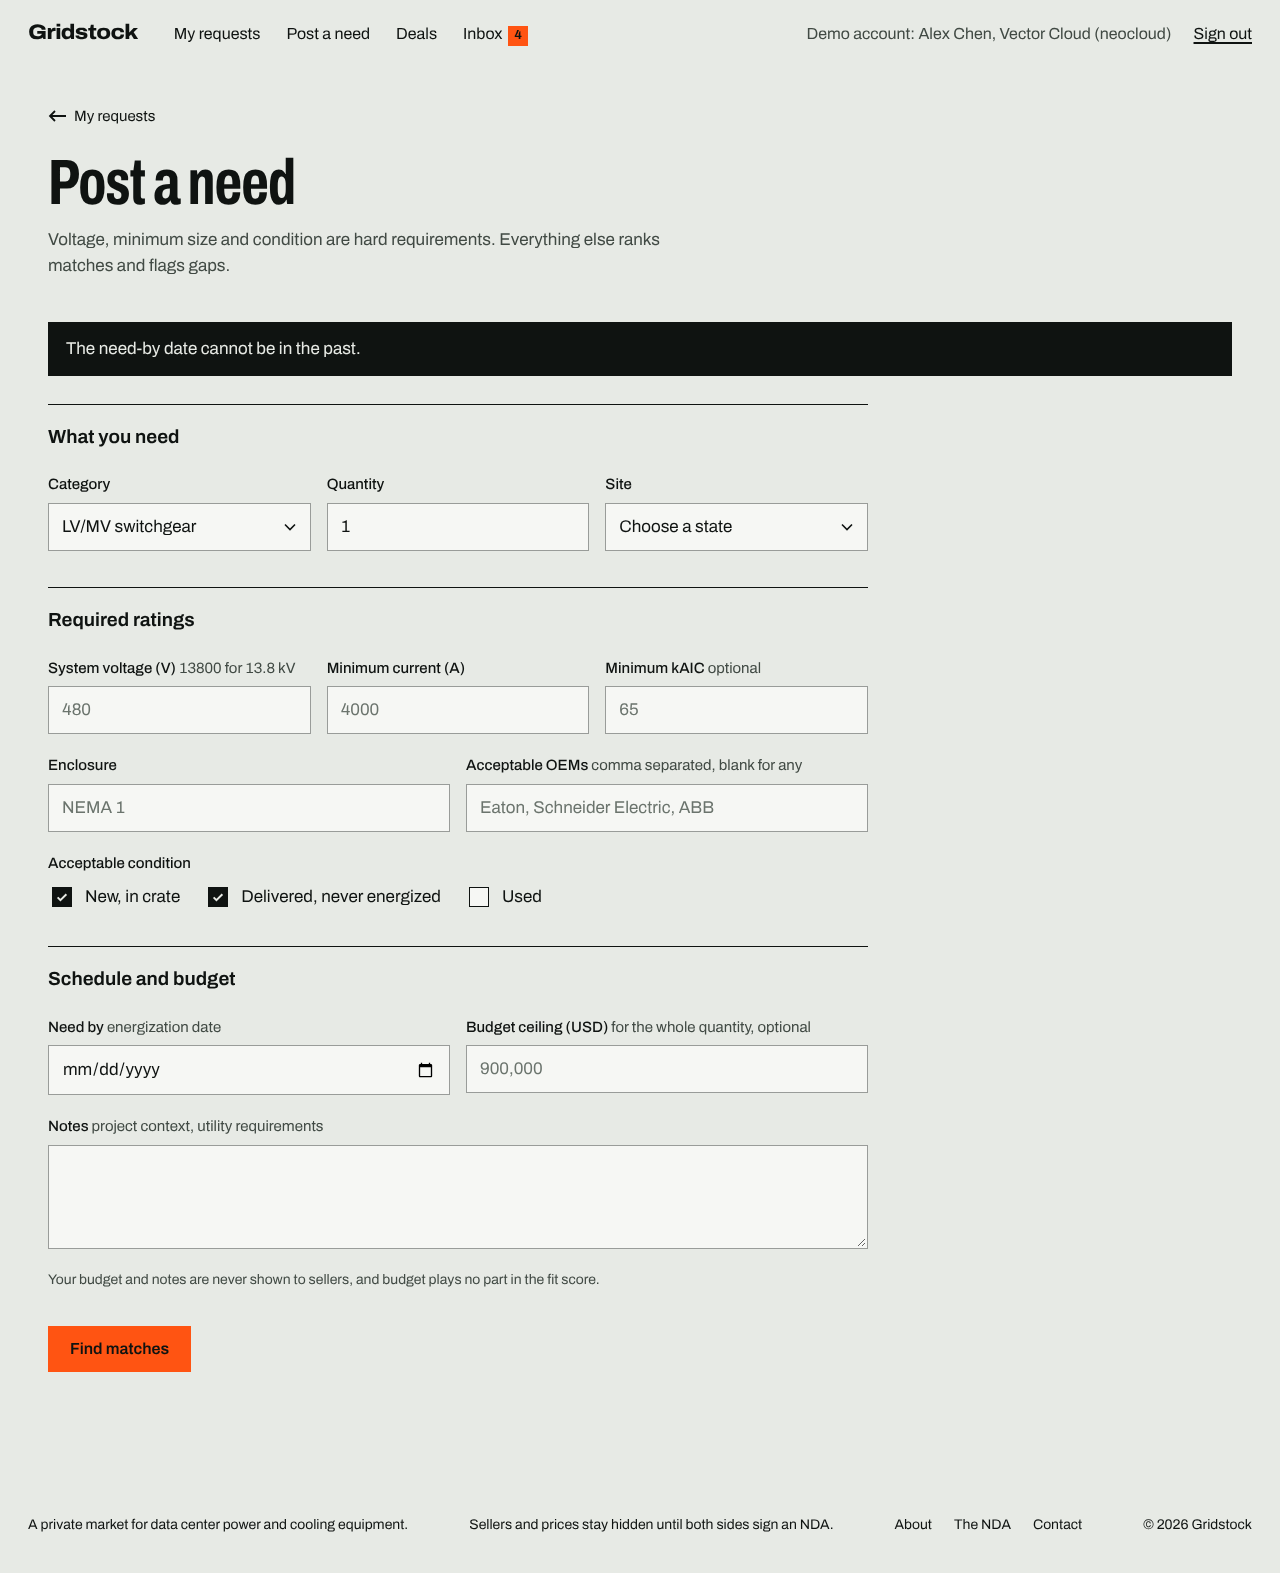 Gridstock
My requests
Post a need
Deals
Inbox 4
Demo account: Alex Chen, Vector Cloud (neocloud)
Sign out
My requests
Post a need
Voltage, minimum size and condition are hard requirements. Everything else ranks
matches and flags gaps.
The need-by date cannot be in the past.
What you need
Category
Quantity
Site
LV/MV switchgear
1
Choose a state
Required ratings
System voltage (V) 13800 for 13.8 kV
Minimum current (A)
Minimum kAIC optional
480
4000
65
Enclosure
Acceptable OEMs comma separated, blank for any
NEMA 1
Eaton, Schneider Electric, ABB
Acceptable condition
New, in crate
Delivered, never energized
Used
Schedule and budget
Need by energization date
Budget ceiling (USD) for the whole quantity, optional
mm/dd/yyyy
900,000
Notes project context, utility requirements
Your budget and notes are never shown to sellers, and budget plays no part in the fit score.
Find matches
A private market for data center power and cooling equipment.
Sellers and prices stay hidden until both sides sign an NDA.
About
The NDA
Contact
© 2026 Gridstock